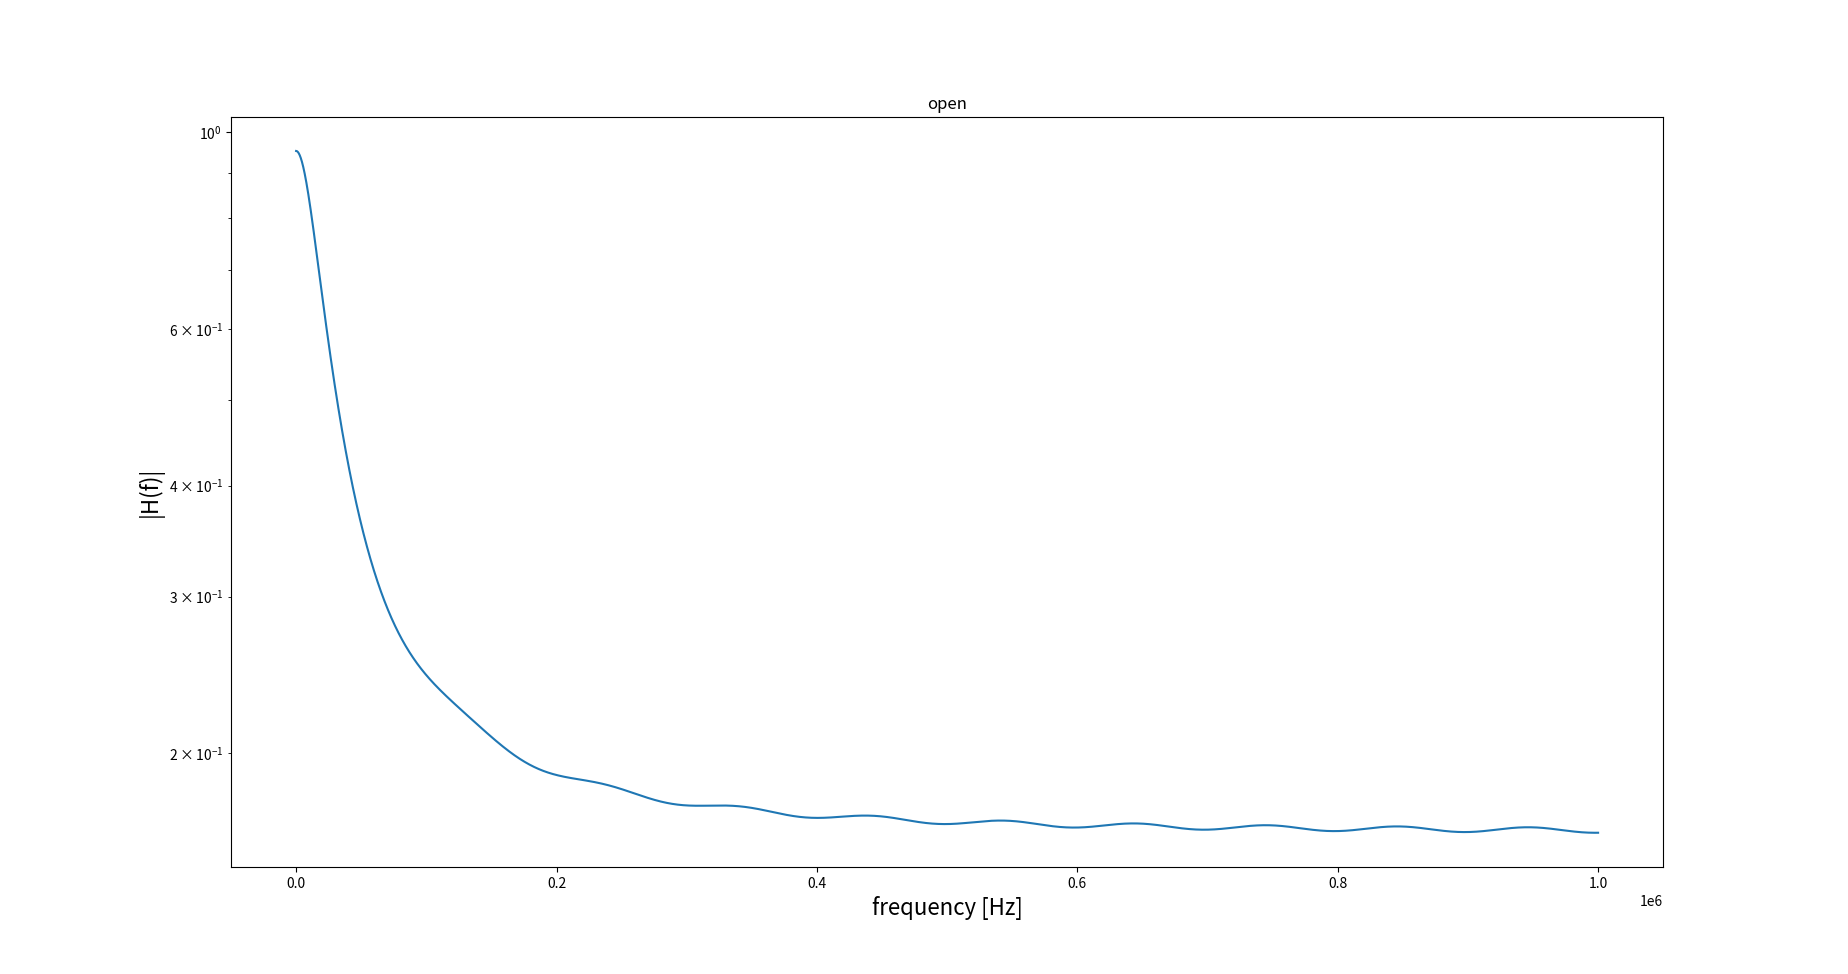 open
10⁰
6 × 10⁻¹
4 × 10⁻¹
3 × 10⁻¹
2 × 10⁻¹
|H(f)|
0.0 0.2 0.4 0.6 0.8 1.0
1e6
frequency [Hz]